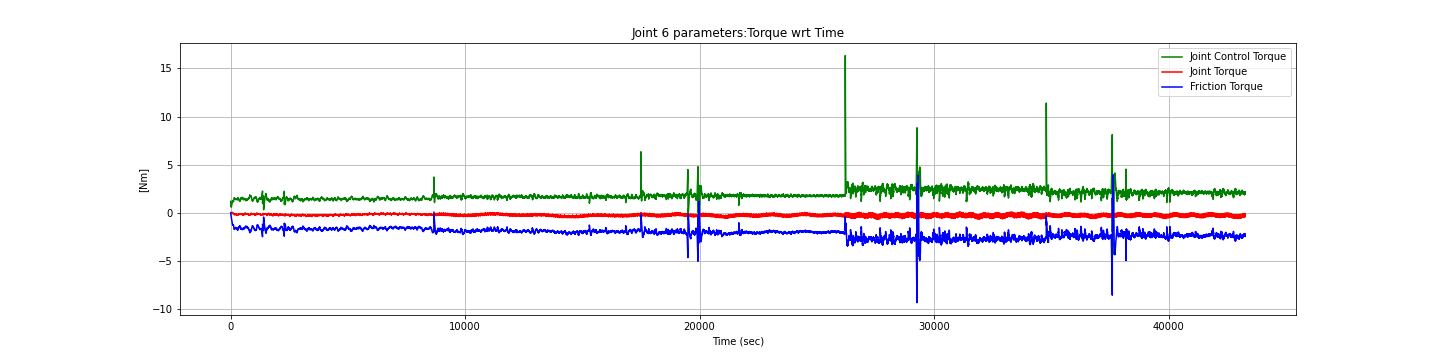 Joint 6 parameters:Torque wrt Time
Joint Control Torque
Joint Torque
Friction Torque
[Nm]
15
10
5
0
−5
−10
0
10000
20000
30000
40000
Time (sec)